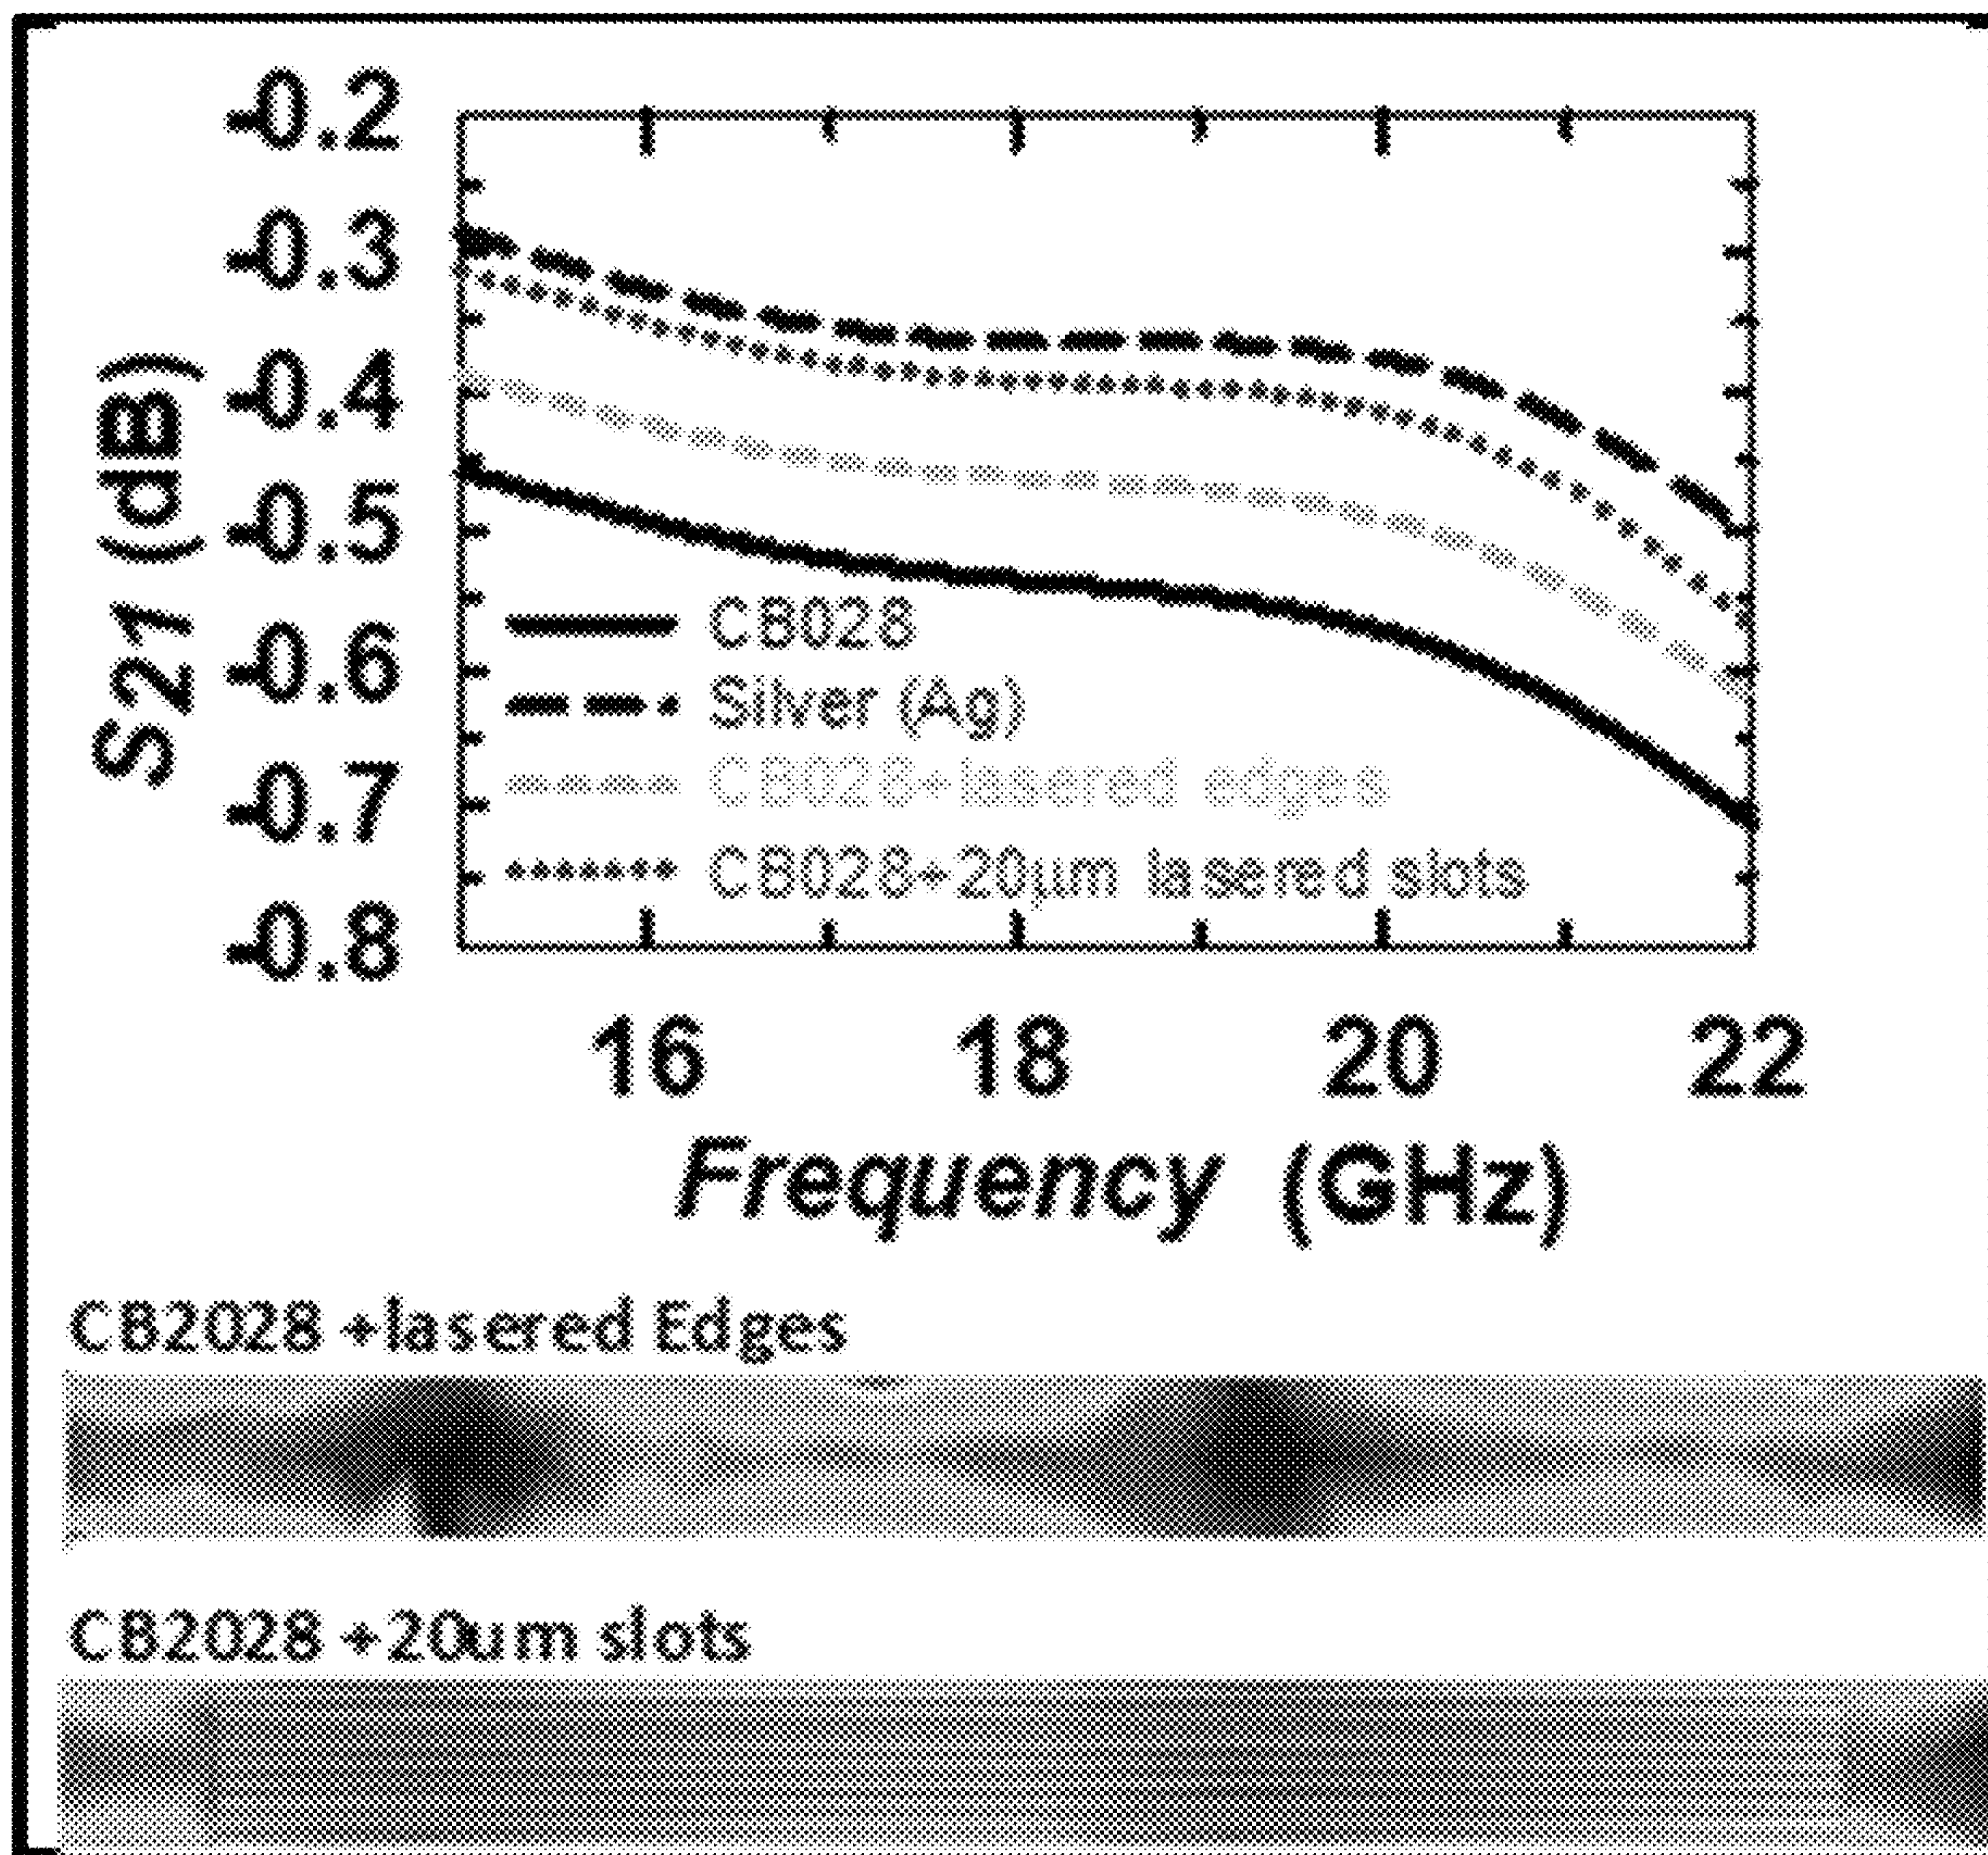 -0.2
-0.3
-0.4
-0.5
-0.6
-0.7
-0.8
S21 (dB)
CB028
Silver (Ag)
CB028+lasered edges
CB028+20µm lasered slots
16 18 20 22
Frequency (GHz)
CB2028 +lasered Edges
CB2028 +20um slots